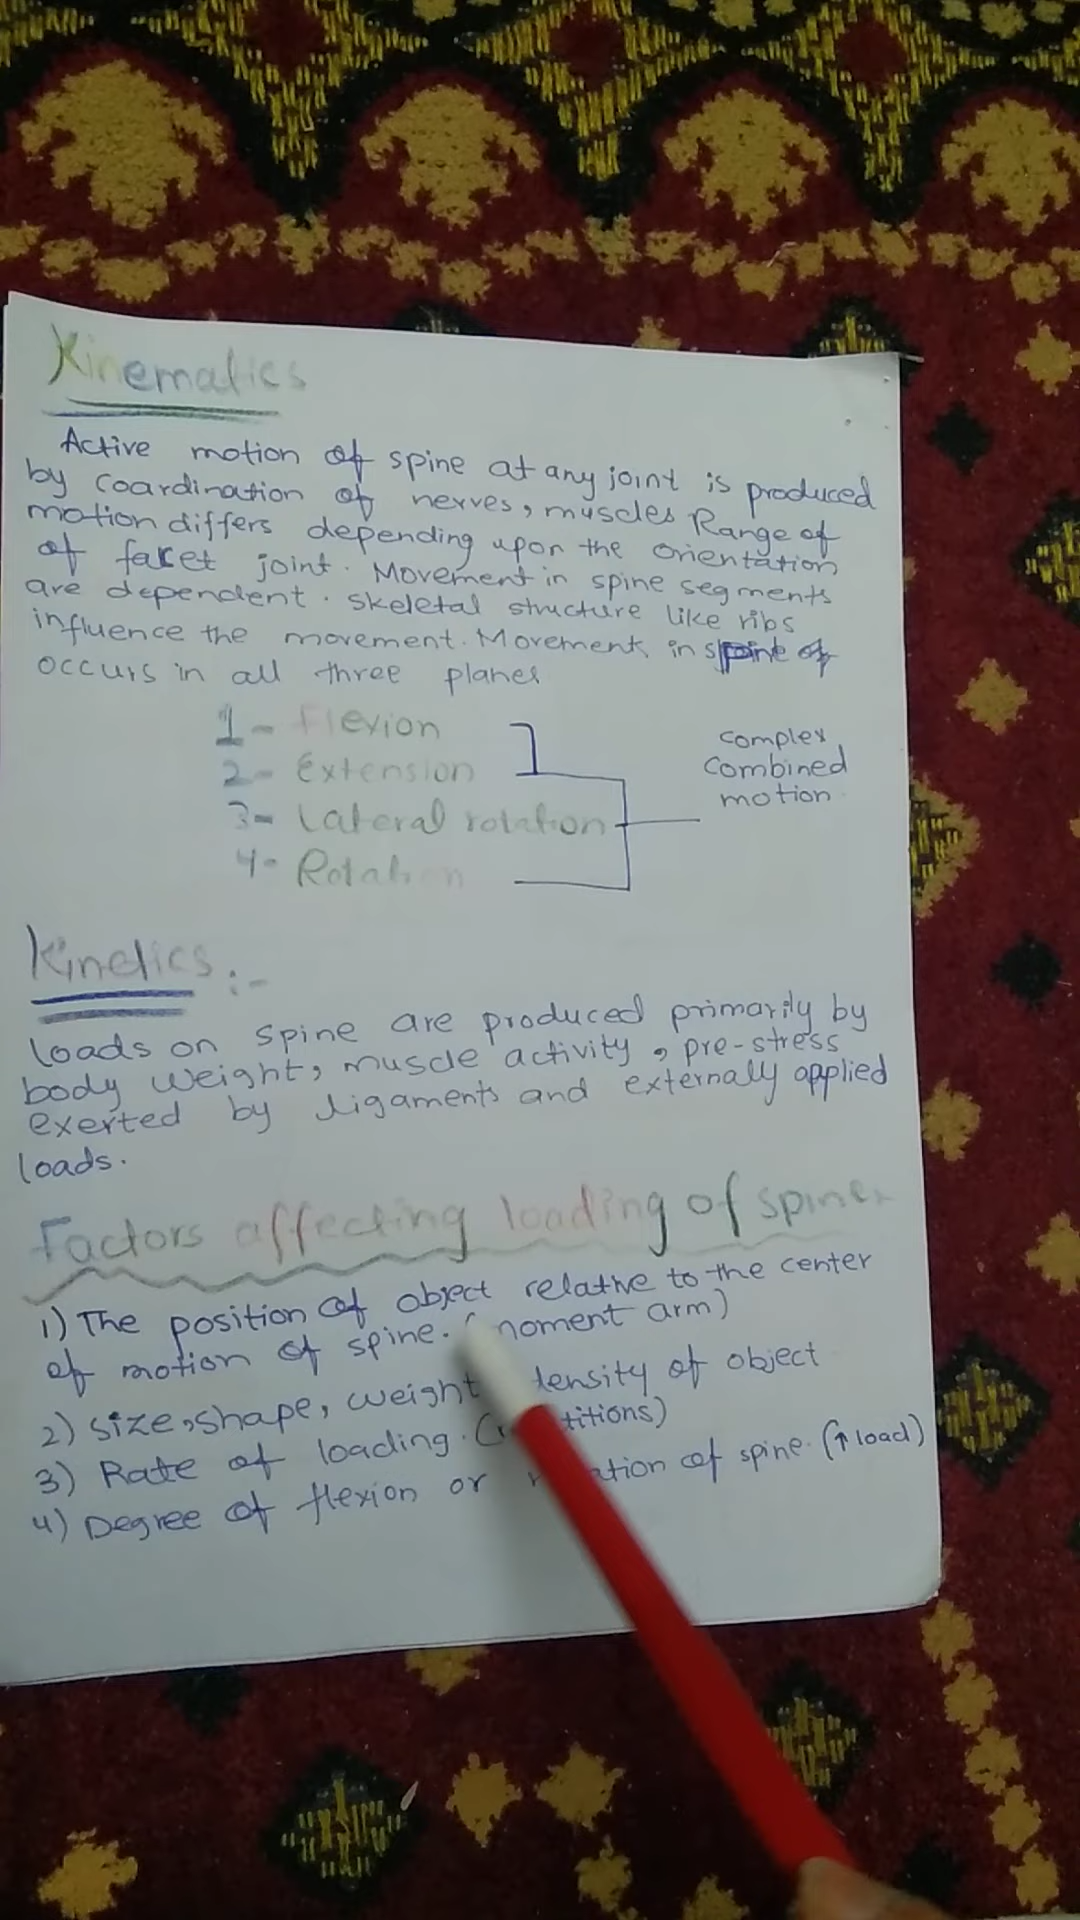 Kinematics
Active motion of spine at any joint is produced
by coardination of nerves, muscles Range of
motion differs depending upon the orientation
of facet joint. Movement in spine segments
are dependent. skeletal structure like ribs
influence the movement. Movement in spine of
occurs in all three planes
1- Flexion
2- Extension
3- Lateral rotation
4- Rotation
complex
combined
motion
Kinetics:-
Loads on spine are produced primarily by
body weight, muscle activity, pre-stress
exerted by ligaments and externally applied
loads.
Factors affecting loading of spine
1) The position of object relative to the center
of motion of spine. (moment arm)
2) Size, shape, weight density of object
3) Rate of loading.
4) Degree of flexion or of spine. (↑ load)